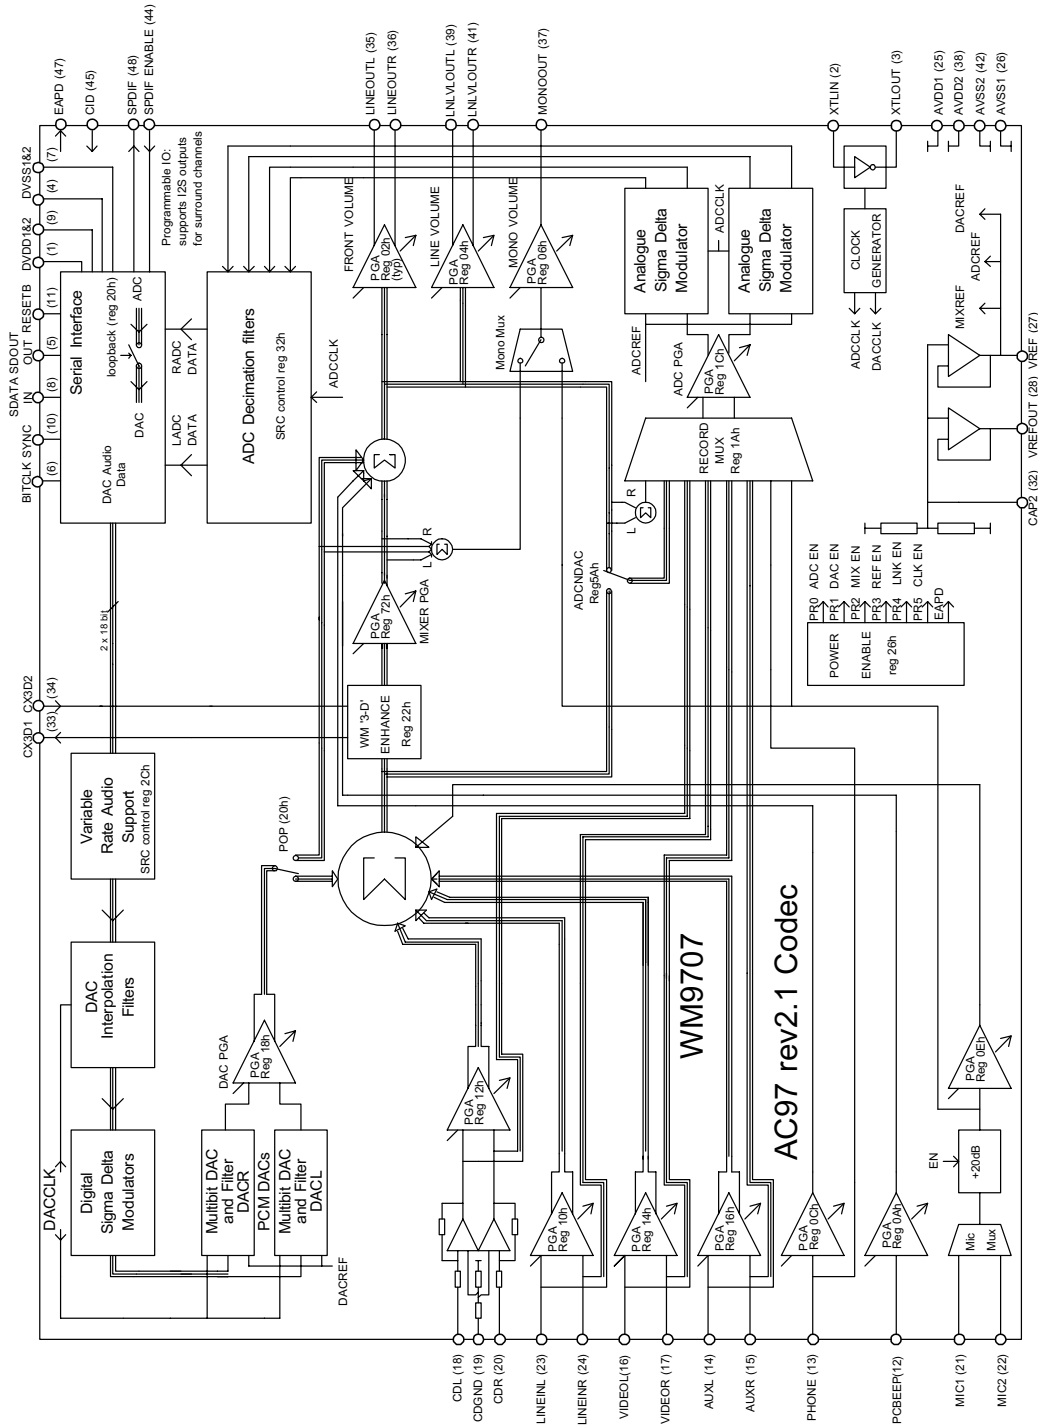 EAPD (47)
CID (45)
SPDIF (48)
SPDIF ENABLE (44)
LINEOUTL (35)
LINEOUTR (36)
LNLVLOUTL (39)
LNLVLOUTR (41)
MONOOUT (37)
XTLIN (2)
XTLOUT (3)
AVDD1 (25)
AVDD2 (38)
AVSS2 (42)
AVSS1 (26)
DVSS1&2
(7)
(4)
DVDD1&2
(9)
(1)
RESETB
(11)
SDATA SDOUT
OUT
(5)
IN
(8)
SYNC
(10)
BITCLK
(6)
CX3D2
(34)
CX3D1
(33)
Programmable IO:
supports I2S outputs
for surround channels
Serial Interface
loopback (reg 20h)
ADC
DAC
DAC Audio
Data
RADC
DATA
LADC
DATA
ADC Decimation filters
SRC control reg 32h
ADCCLK
FRONT VOLUME
PGA
Reg 02h
(typ)
LINE VOLUME
PGA
Reg 04h
MONO VOLUME
PGA
Reg 06h
Mono Mux
Analogue
Sigma Delta
Modulator
ADCCLK
Analogue
Sigma Delta
Modulator
ADCREF
ADC PGA
PGA
Reg 1Ch
RECORD
MUX
Reg 1Ah
CLOCK
GENERATOR
ADCCLK
DACCLK
MIXREF
ADCREF
DACREF
VREF (27)
VREFOUT (28)
CAP2 (32)
Σ
L
R
Σ
L
R
Σ
PGA
Reg 72h
MIXER PGA
ADCNDAC
Reg5Ah
PR0 ADC EN
PR1 DAC EN
PR2 MIX EN
PR3 REF EN
PR4 LNK EN
PR5 CLK EN
EAPD
POWER
ENABLE
reg 26h
2 x 18 bit
WM '3-D'
ENHANCE
Reg 22h
Variable
Rate Audio
Support
SRC control reg 2Ch
POP (20h)
Σ
DAC
Interpolation
Filters
DAC PGA
PGA
Reg 18h
Digital
Sigma Delta
Modulators
DACCLK
Multibit DAC
and Filter
DACR
PCM DACs
Multibit DAC
and Filter
DACL
DACREF
PGA
Reg 12h
PGA
Reg 10h
PGA
Reg 14h
PGA
Reg 16h
PGA
Reg 0Ch
PGA
Reg 0Ah
PGA
Reg 0Eh
WM9707
AC97 rev2.1 Codec
EN
+20dB
Mic
Mux
CDL (18)
CDGND (19)
CDR (20)
LINEINL (23)
LINEINR (24)
VIDEOL(16)
VIDEOR (17)
AUXL (14)
AUXR (15)
PHONE (13)
PCBEEP(12)
MIC1 (21)
MIC2 (22)